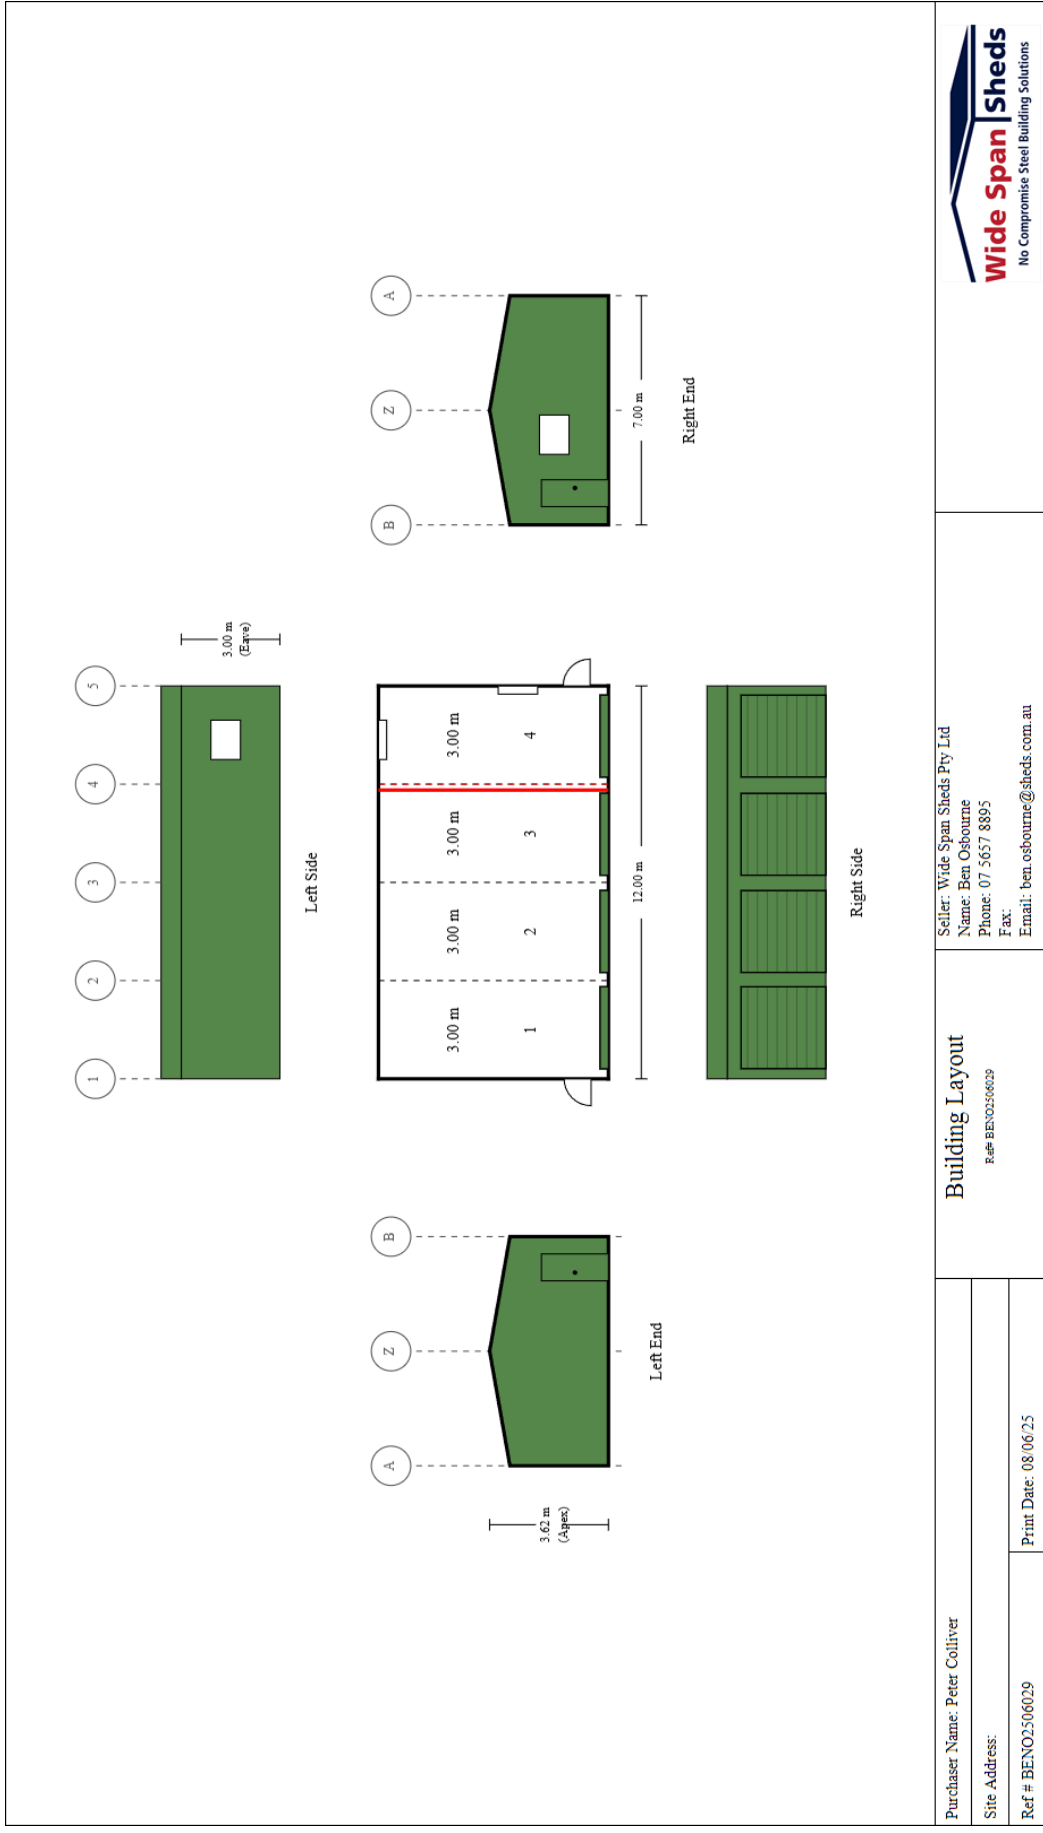 1
2
3
4
5
3.00 m
(Eave)
Left Side
A
Z
B
3.62 m
(Apex)
Left End
3.00 m
3.00 m
3.00 m
3.00 m
1
2
3
4
12.00 m
B
Z
A
7.00 m
Right End
Right Side
Purchaser Name: Peter Colliver
Site Address:
Ref # BENO2506029
Print Date: 08/06/25
Building Layout
Ref# BENO2506029
Seller: Wide Span Sheds Pty Ltd
Name: Ben Osbourne
Phone: 07 5657 8895
Fax:
Email: ben.osbourne@sheds.com.au
Wide Span Sheds
No Compromise Steel Building Solutions